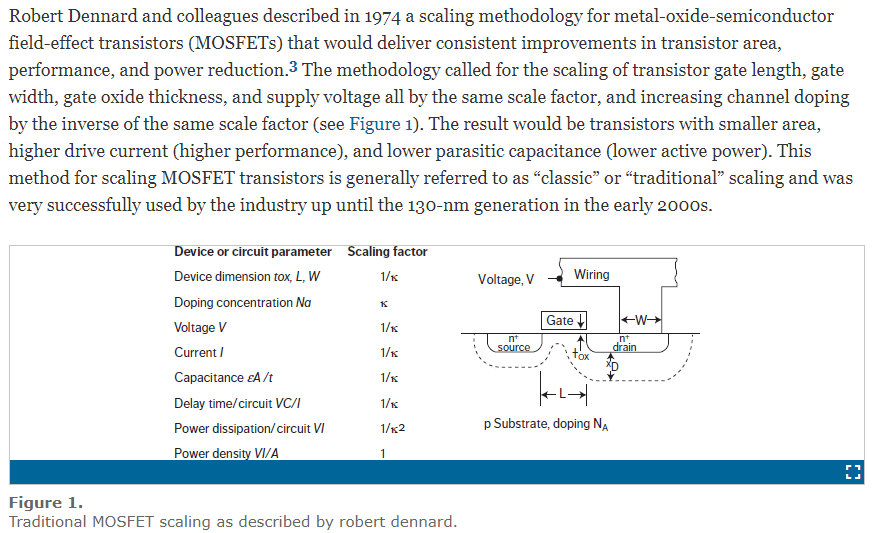 Robert Dennard and colleagues described in 1974 a scaling methodology for metal-oxide-semiconductor
field-effect transistors (MOSFETs) that would deliver consistent improvements in transistor area,
performance, and power reduction.3 The methodology called for the scaling of transistor gate length, gate
width, gate oxide thickness, and supply voltage all by the same scale factor, and increasing channel doping
by the inverse of the same scale factor (see Figure 1). The result would be transistors with smaller area,
higher drive current (higher performance), and lower parasitic capacitance (lower active power). This
method for scaling MOSFET transistors is generally referred to as “classic” or “traditional” scaling and was
very successfully used by the industry up until the 130-nm generation in the early 2000s.
Device or circuit parameter Scaling factor
Device dimension tox, L, W 1/κ
Doping concentration Na κ
Voltage V 1/κ
Current I 1/κ
Capacitance εA/t 1/κ
Delay time/circuit VC/I 1/κ
Power dissipation/circuit VI 1/κ2
Power density VI/A 1
Voltage, V
Wiring
Gate
W
n+
source
tox
n+
drain
xD
L
p Substrate, doping NA
Figure 1.
Traditional MOSFET scaling as described by robert dennard.